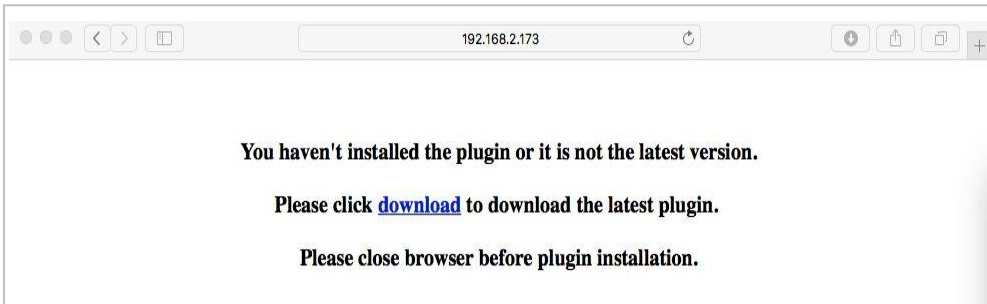 192.168.2.173
You haven't installed the plugin or it is not the latest version.
Please click download to download the latest plugin.
Please close browser before plugin installation.